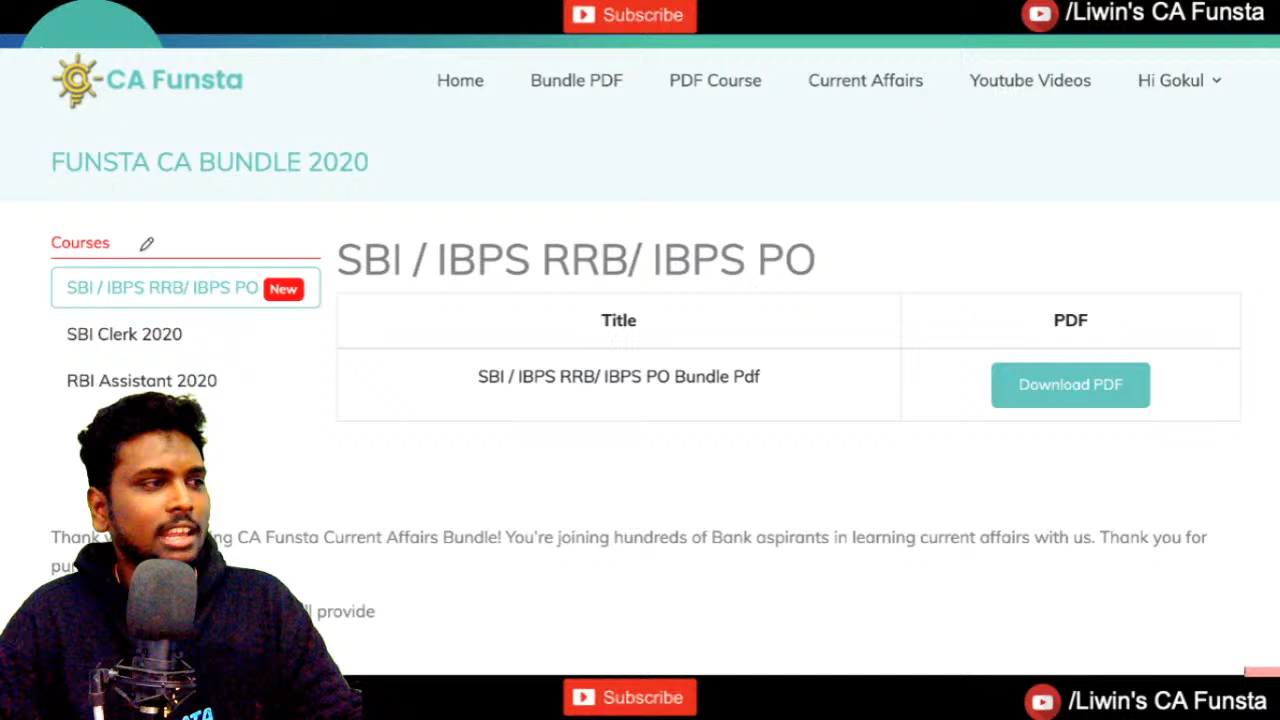 Subscribe
/Liwin's CA Funsta
CA Funsta
Home
Bundle PDF
PDF Course
Current Affairs
Youtube Videos
Hi Gokul
FUNSTA CA BUNDLE 2020
Courses
SBI / IBPS RRB/ IBPS PO New
SBI Clerk 2020
RBI Assistant 2020
SBI / IBPS RRB/ IBPS PO
Title
PDF
SBI / IBPS RRB/ IBPS PO Bundle Pdf
Download PDF
Thank CA Funsta Current Affairs Bundle! You're joining hundreds of Bank aspirants in learning current affairs with us. Thank you for
provide
Subscribe
/Liwin's CA Funsta